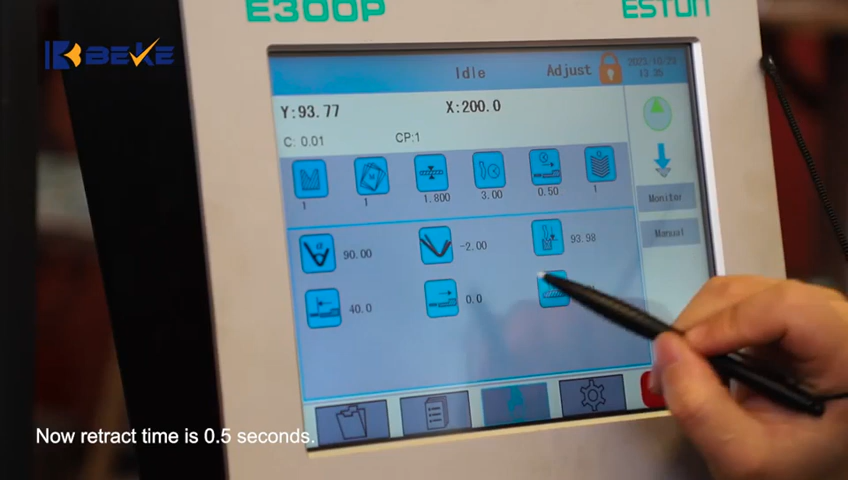 E300P
ESTUN
BEKE
Idle
Adjust
2023/10/23
13:35
Y:93.77
X:200.0
C: 0.01
CP:1
1
1
1.800
3.00
0.50
1
Monitor
90.00
-2.00
93.98
Manual
40.0
0.0
Now retract time is 0.5 seconds.